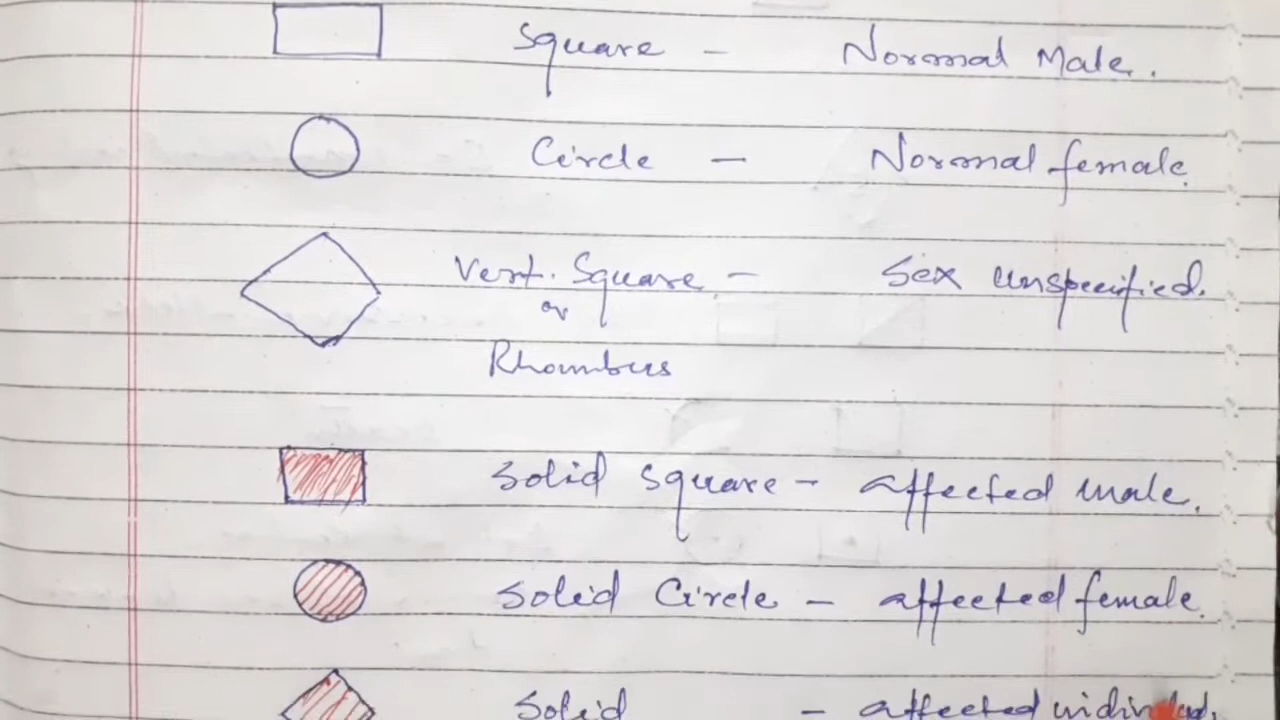 Square - Normal Male.
Circle - Normal female.
Vert. Square - Sex unspecified.
or
Rhombus
Solid square - affected male.
Solid Circle - affected female.
Solid - affected